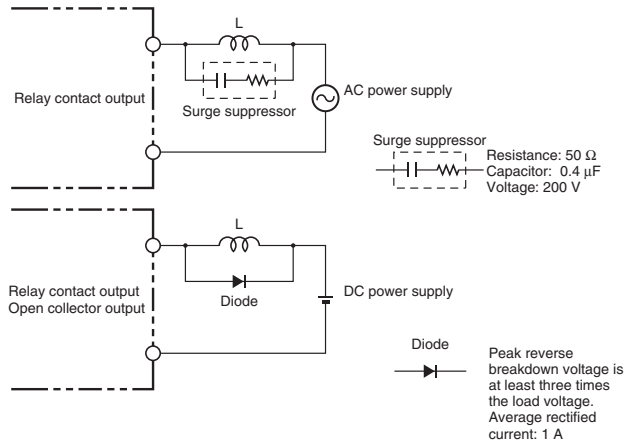 L
Relay contact output
Surge suppressor
AC power supply
Surge suppressor
Resistance: 50 Ω
Capacitor: 0.4 μF
Voltage: 200 V
L
Relay contact output
Open collector output
Diode
DC power supply
Diode
Peak reverse
breakdown voltage is
at least three times
the load voltage.
Average rectified
current: 1 A